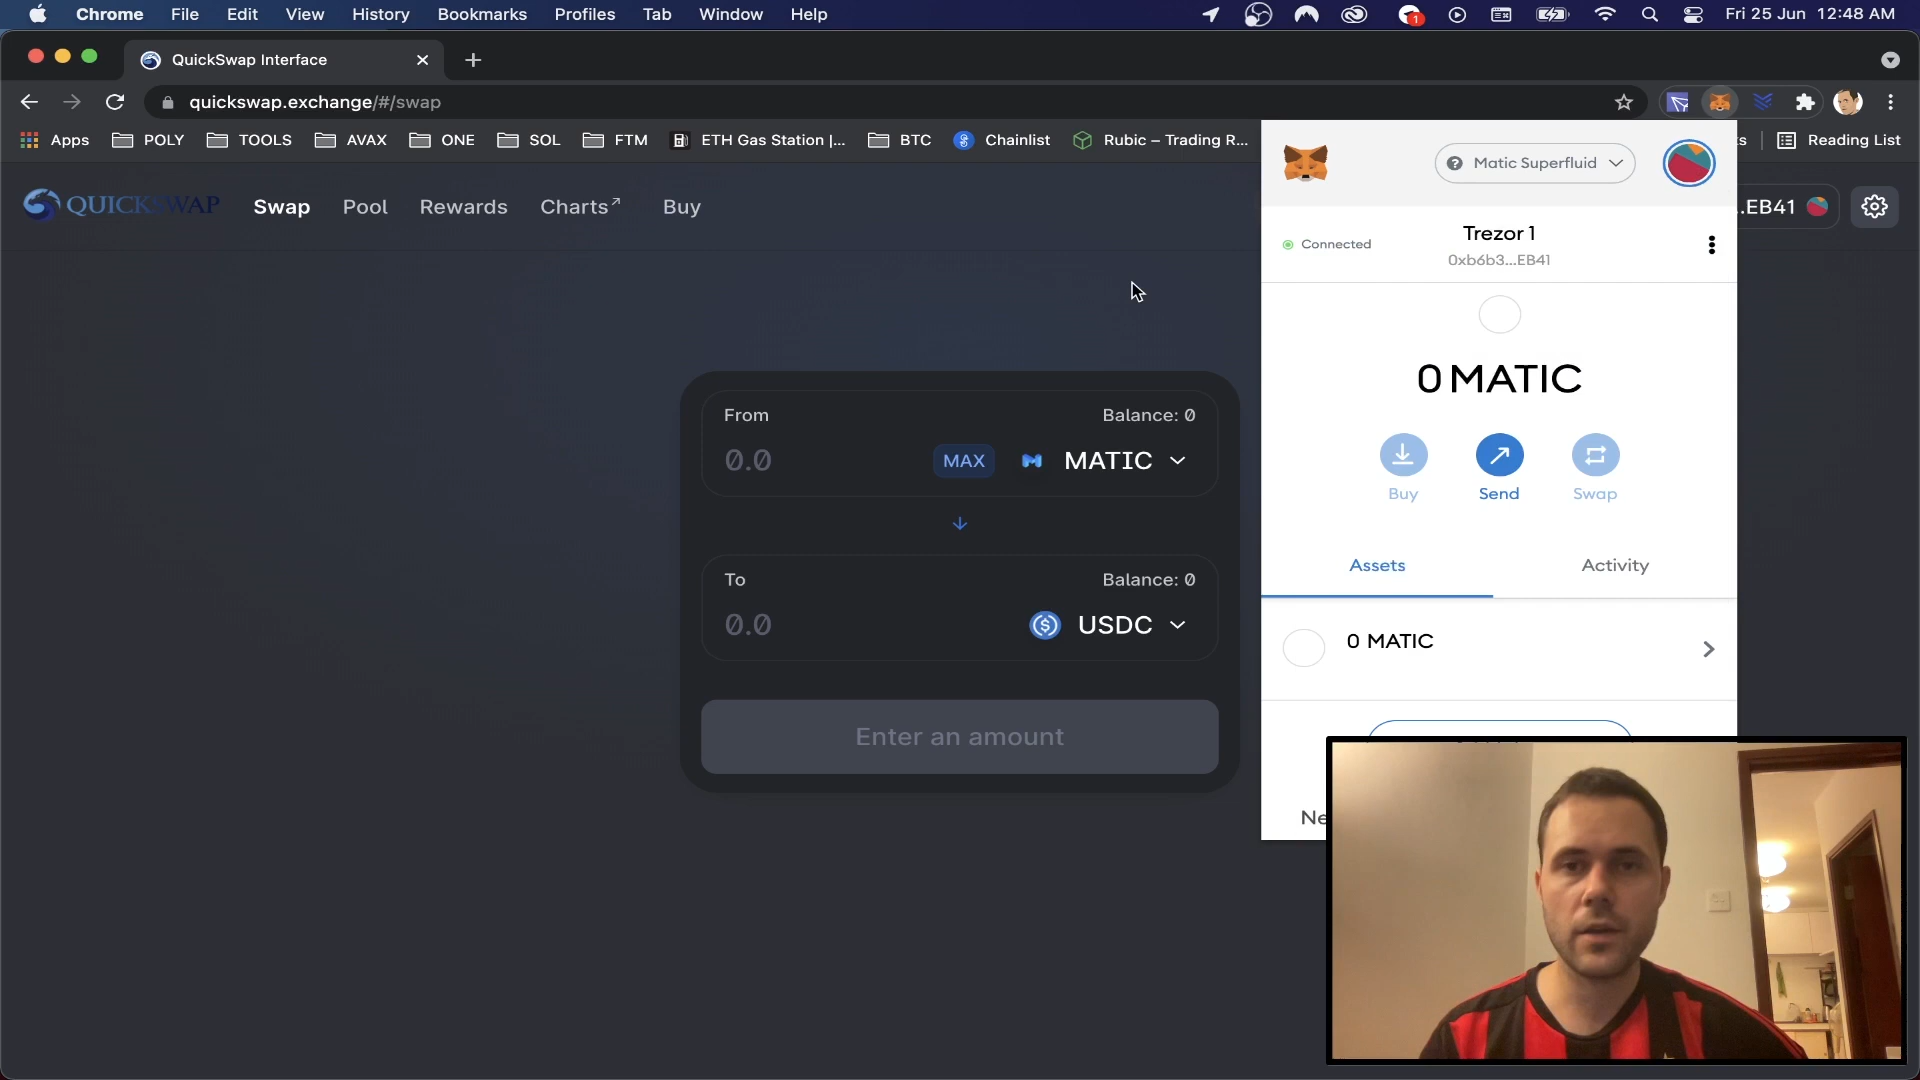 Chrome File Edit View History Bookmarks Profiles Tab Window Help
1
Fri 25 Jun 12:48 AM
QuickSwap Interface
quickswap.exchange/#/swap
Apps POLY TOOLS AVAX ONE SOL FTM ETH Gas Station |... BTC Chainlist Rubic – Trading R...
Reading List
QUICKSWAP Swap Pool Rewards Charts↗ Buy
...EB41
Matic Superfluid
Connected
Trezor 1
0xb6b3...EB41
0 MATIC
Buy Send Swap
Assets Activity
0 MATIC
From Balance: 0
0.0 MAX MATIC
To Balance: 0
0.0 USDC
Enter an amount